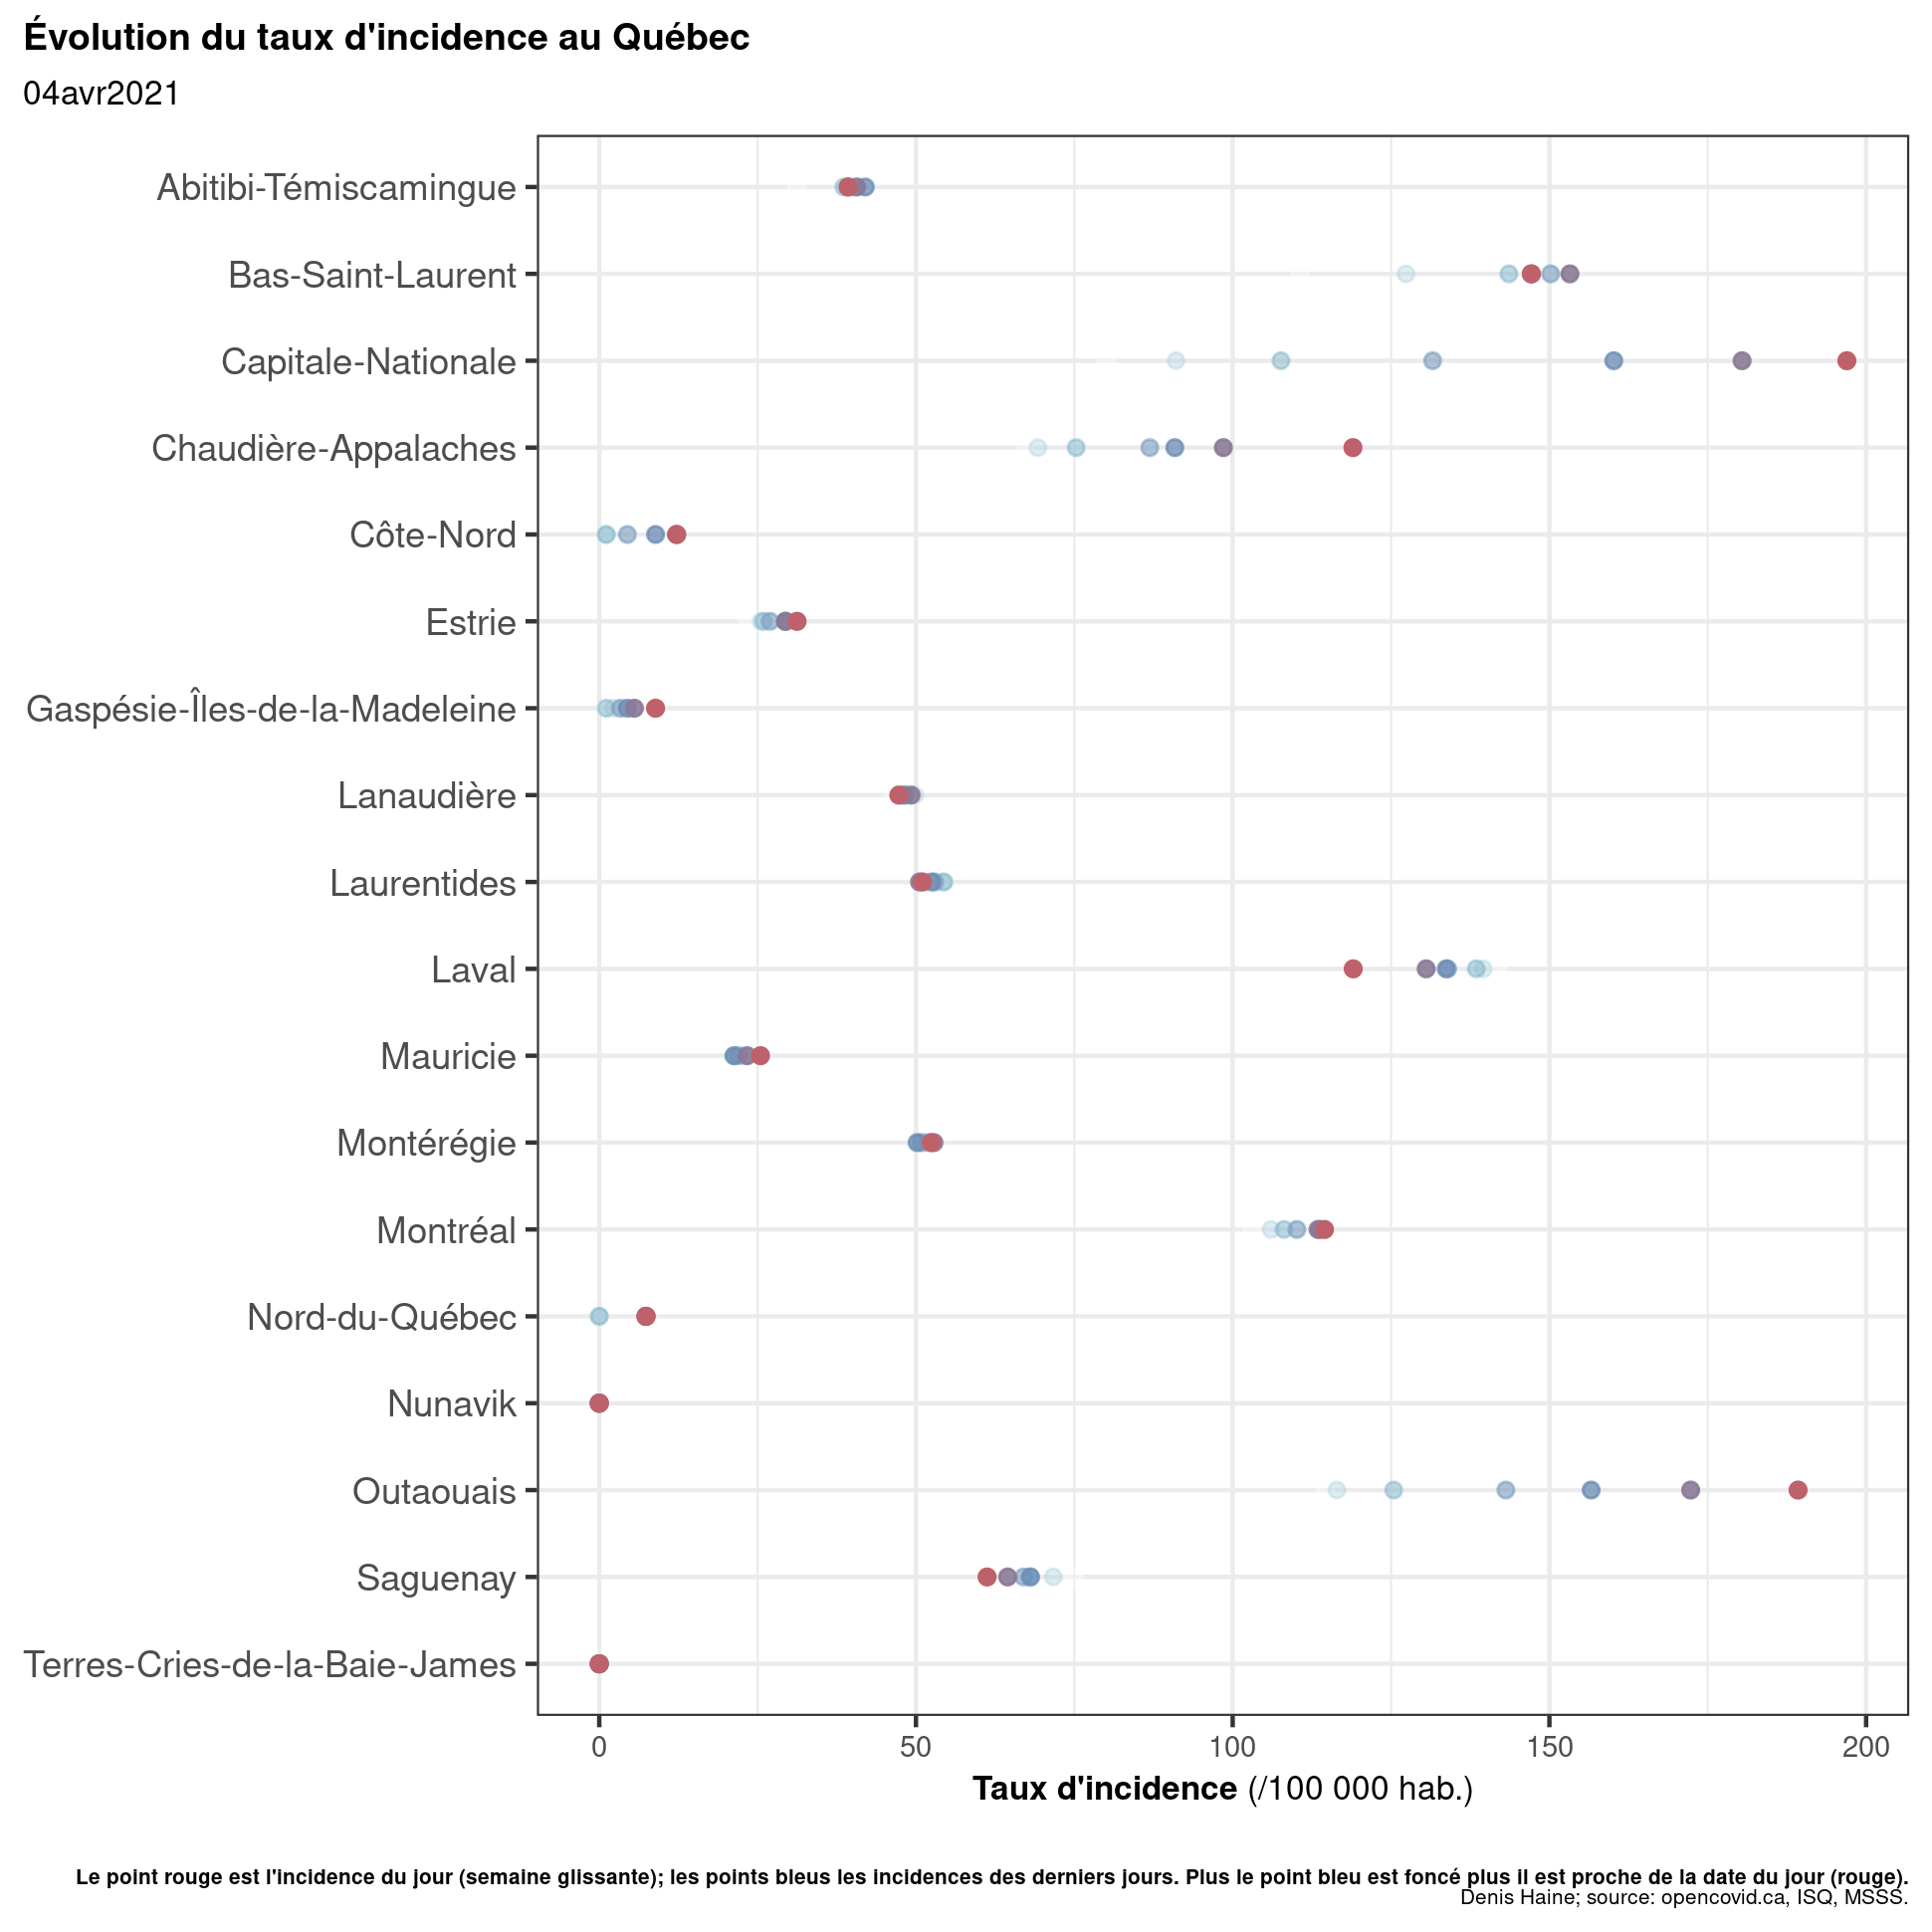 Évolution du taux d'incidence au Québec
04avr2021
Abitibi-Témiscamingue
Bas-Saint-Laurent
Capitale-Nationale
Chaudière-Appalaches
Côte-Nord
Estrie
Gaspésie-Îles-de-la-Madeleine
Lanaudière
Laurentides
Laval
Mauricie
Montérégie
Montréal
Nord-du-Québec
Nunavik
Outaouais
Saguenay
Terres-Cries-de-la-Baie-James
0 50 100 150 200
Taux d'incidence (/100 000 hab.)
Le point rouge est l'incidence du jour (semaine glissante); les points bleus les incidences des derniers jours. Plus le point bleu est foncé plus il est proche de la date du jour (rouge).
Denis Haine; source: opencovid.ca, ISQ, MSSS.